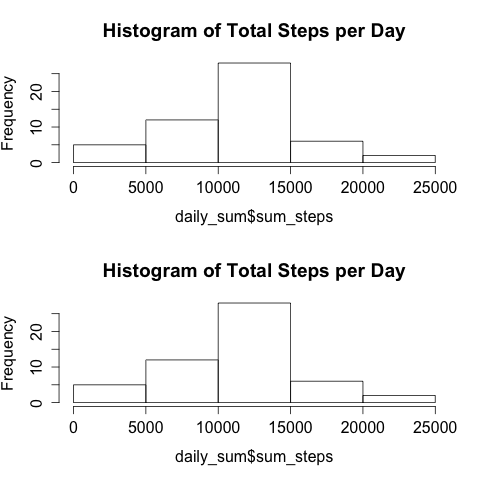 Histogram of Total Steps per Day
Frequency
20
10
0
0 5000 10000 15000 20000 25000
daily_sum$sum_steps
Histogram of Total Steps per Day
Frequency
20
10
0
0 5000 10000 15000 20000 25000
daily_sum$sum_steps